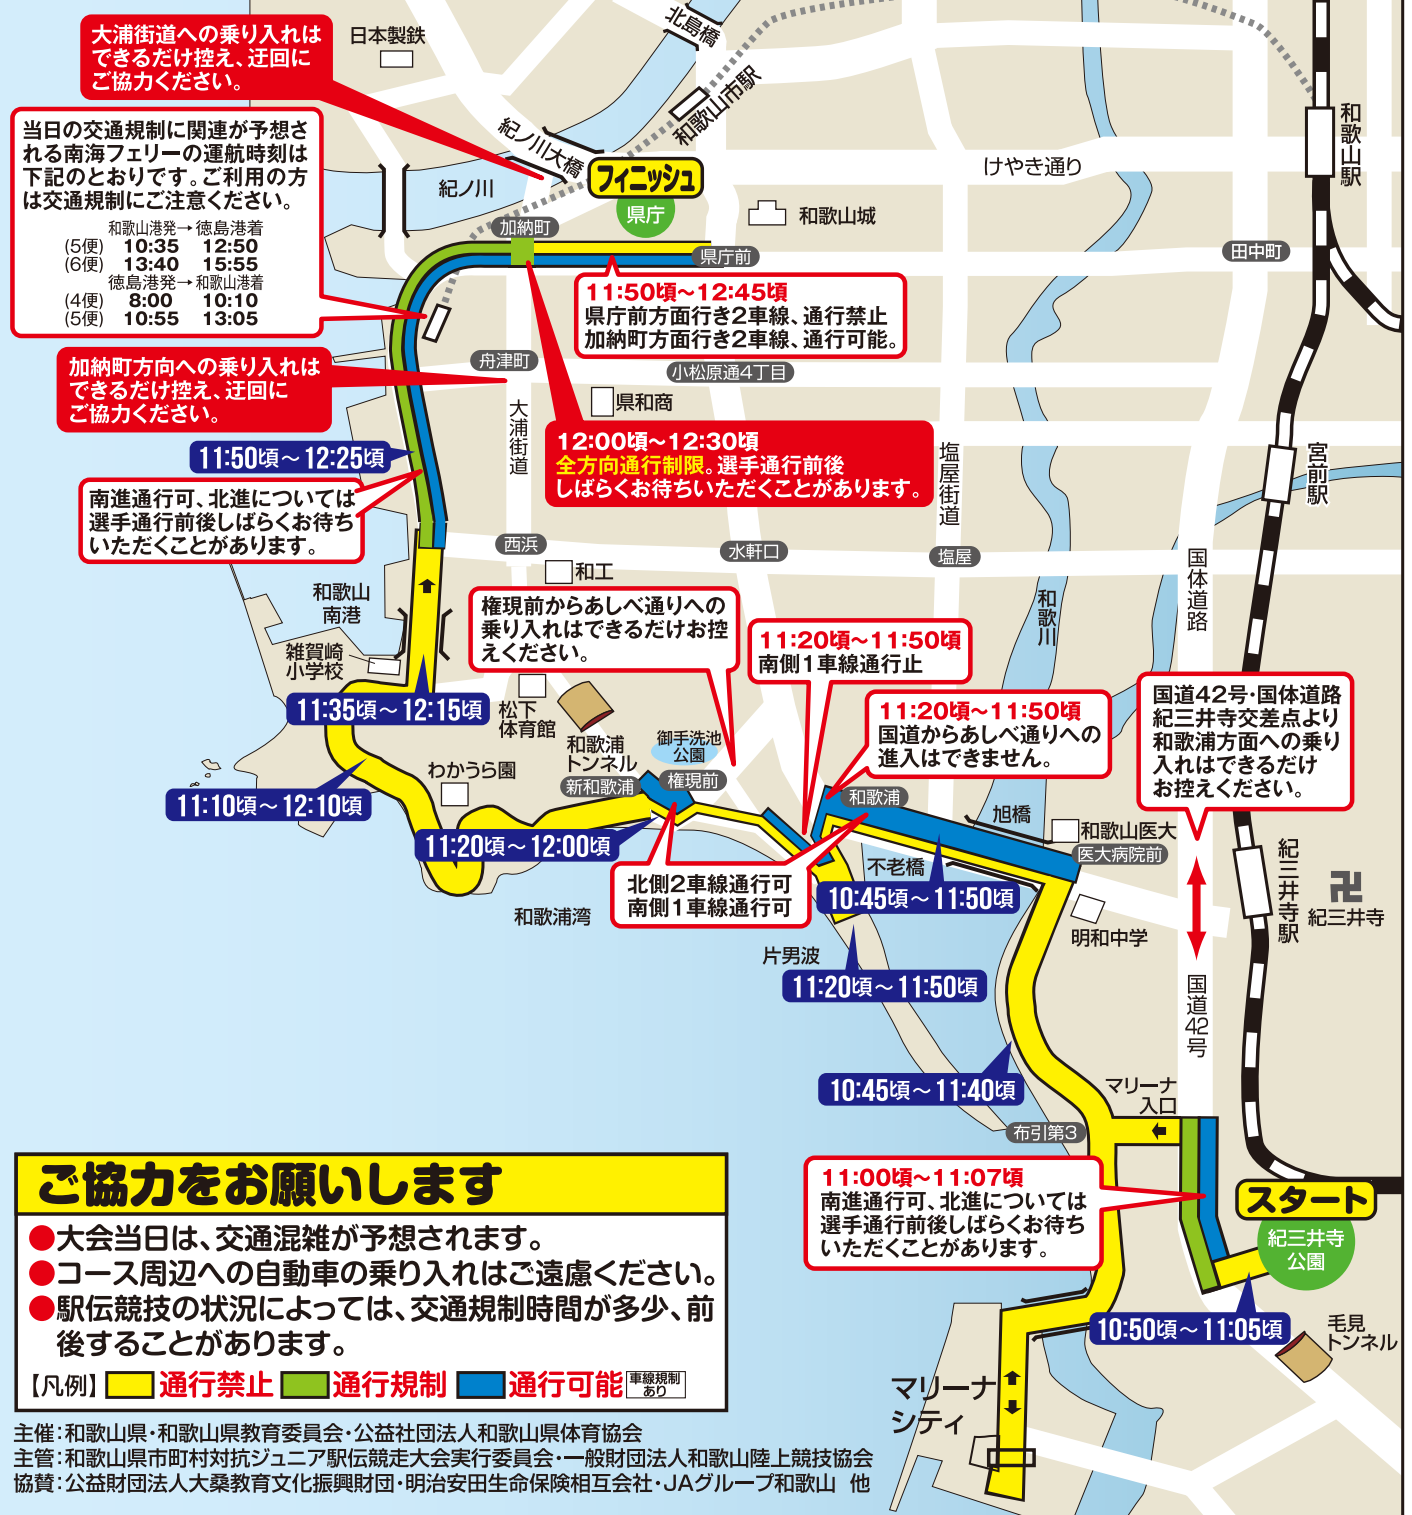 大浦街道への乗り入れは
できるだけ控え、迂回に
ご協力ください。
日本製鉄
北島橋
和歌山市駅
紀ノ川大橋
紀ノ川
フィニッシュ
県庁
和歌山城
けやき通り
和歌山駅
当日の交通規制に関連が予想さ
れる南海フェリーの運航時刻は
下記のとおりです。ご利用の方
は交通規制にご注意ください。
和歌山港発→徳島港着
(5便) 10:35 12:50
(6便) 13:40 15:55
徳島港発→和歌山港着
(4便) 8:00 10:10
(5便) 10:55 13:05
加納町
県庁前
田中町
11:50頃～12:45頃
県庁前方面行き2車線、通行禁止
加納町方面行き2車線、通行可能。
加納町方向への乗り入れは
できるだけ控え、迂回に
ご協力ください。
舟津町
小松原通4丁目
県和商
大浦街道
12:00頃～12:30頃
全方向通行制限。選手通行前後
しばらくお待ちいただくことがあります。
塩屋街道
宮前駅
11:50頃～12:25頃
南進通行可、北進については
選手通行前後しばらくお待ち
いただくことがあります。
西浜
水軒口
塩屋
国体道路
和歌川
和工
和歌山
南港
雑賀崎
小学校
権現前からあしべ通りへの
乗り入れはできるだけお控
えください。
11:20頃～11:50頃
南側1車線通行止
11:20頃～11:50頃
国道からあしべ通りへの
進入はできません。
国道42号・国体道路
紀三井寺交差点より
和歌浦方面への乗り
入れはできるだけ
お控えください。
11:35頃～12:15頃
松下
体育館
和歌浦
トンネル
御手洗池
公園
新和歌浦
権現前
わかうら園
11:10頃～12:10頃
11:20頃～12:00頃
和歌浦
旭橋
和歌山医大
医大病院前
不老橋
北側2車線通行可
南側1車線通行可
10:45頃～11:50頃
和歌浦湾
片男波
11:20頃～11:50頃
明和中学
紀三井寺駅
卍
紀三井寺
国道42号
10:45頃～11:40頃
マリーナ
入口
布引第3
11:00頃～11:07頃
南進通行可、北進については
選手通行前後しばらくお待ち
いただくことがあります。
スタート
紀三井寺
公園
10:50頃～11:05頃
毛見
トンネル
マリーナ
シティ
ご協力をお願いします
●大会当日は、交通混雑が予想されます。
●コース周辺への自動車の乗り入れはご遠慮ください。
●駅伝競技の状況によっては、交通規制時間が多少、前
後することがあります。
【凡例】 通行禁止 通行規制 通行可能 車線規制
あり
主催：和歌山県・和歌山県教育委員会・公益社団法人和歌山県体育協会
主管：和歌山県市町村対抗ジュニア駅伝競走大会実行委員会・一般財団法人和歌山陸上競技協会
協賛：公益財団法人大桑教育文化振興財団・明治安田生命保険相互会社・JAグループ和歌山 他